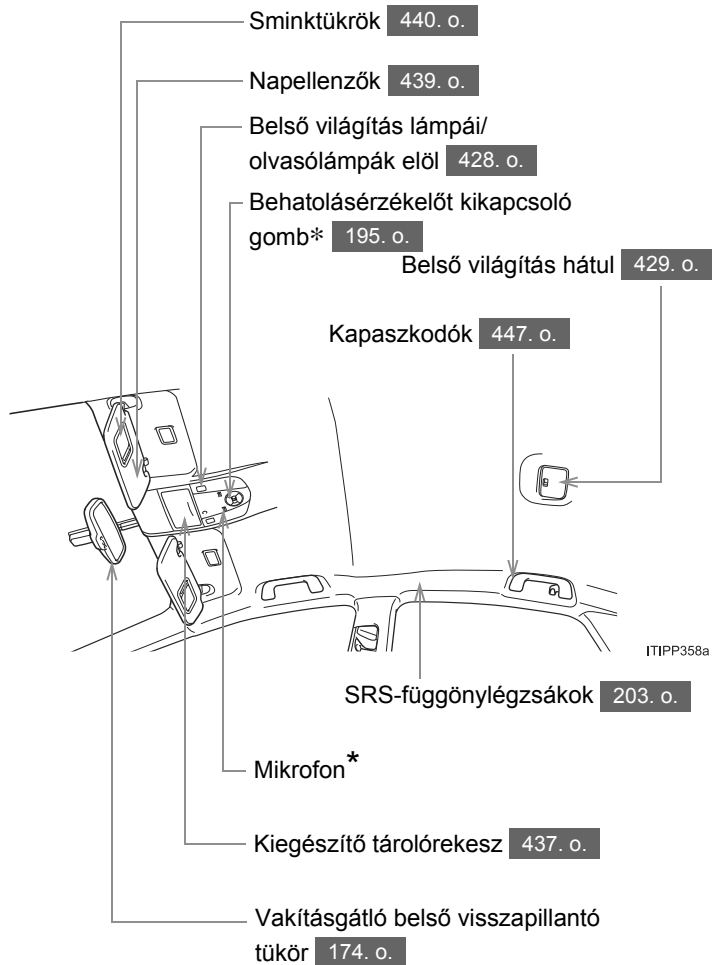 Sminktükrök 440. o.
Napellenzők 439. o.
Belső világítás lámpái/
olvasólámpák elöl 428. o.
Behatolásérzékelőt kikapcsoló
gomb* 195. o.
Belső világítás hátul 429. o.
Kapaszkodók 447. o.
ITIPP358a
SRS-függönylégzsákok 203. o.
Mikrofon*
Kiegészítő tárolórekesz 437. o.
Vakításgátló belső visszapillantó
tükör 174. o.